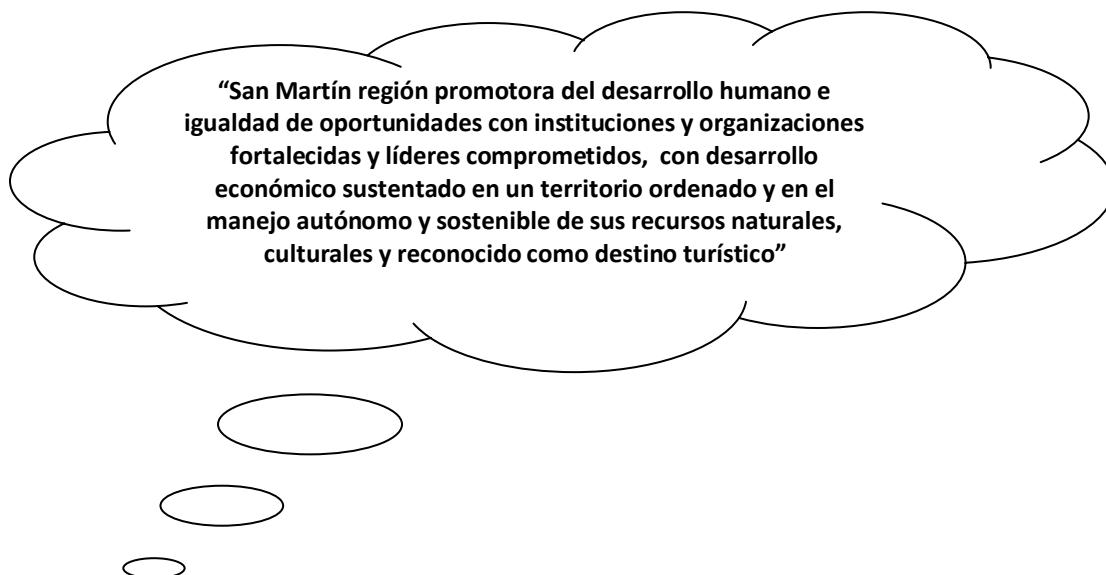 “San Martín región promotora del desarrollo humano e
igualdad de oportunidades con instituciones y organizaciones
fortalecidas y líderes comprometidos,  con desarrollo
económico sustentado en un territorio ordenado y en el
manejo autónomo y sostenible de sus recursos naturales,
culturales y reconocido como destino turístico”